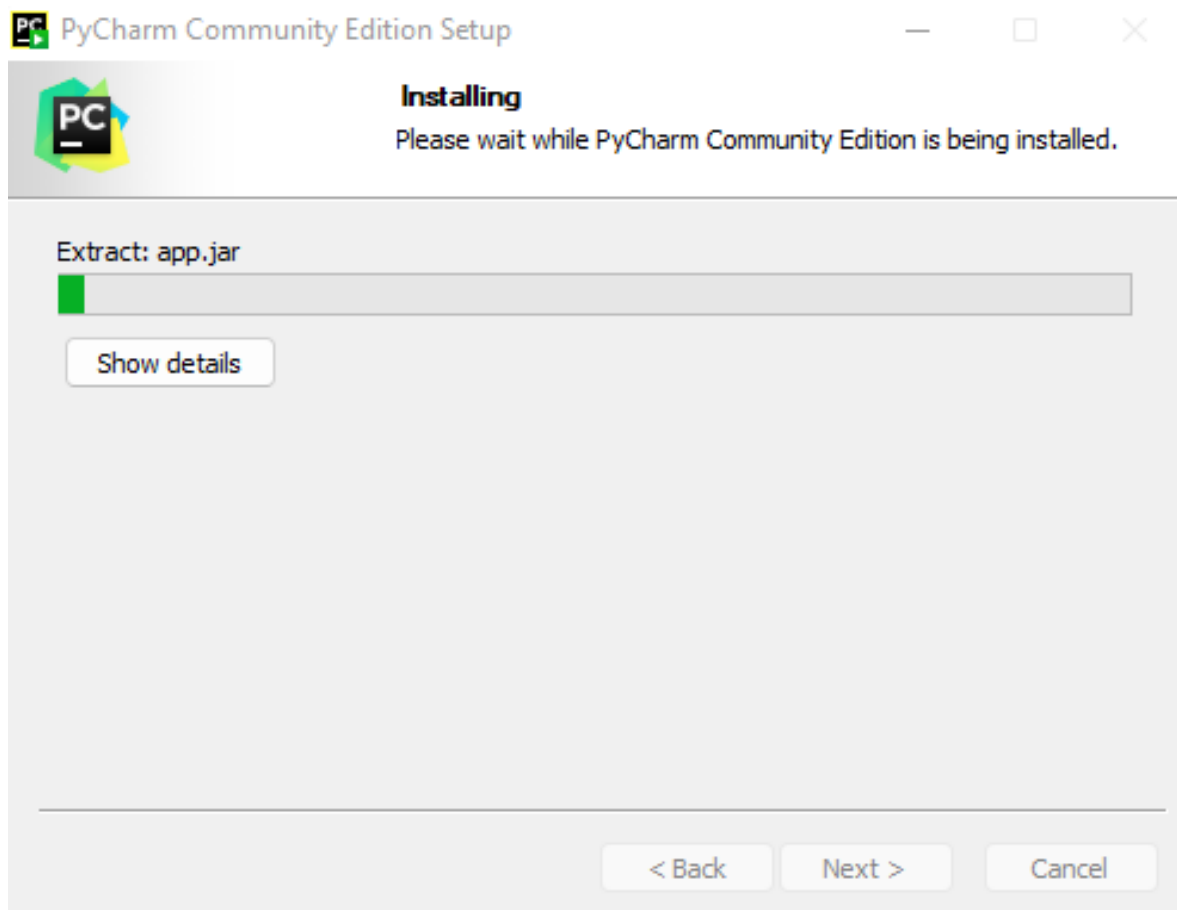 PC PyCharm Community Edition Setup
PC
Installing
Please wait while PyCharm Community Edition is being installed.
Extract: app.jar
Show details
< Back
Next >
Cancel